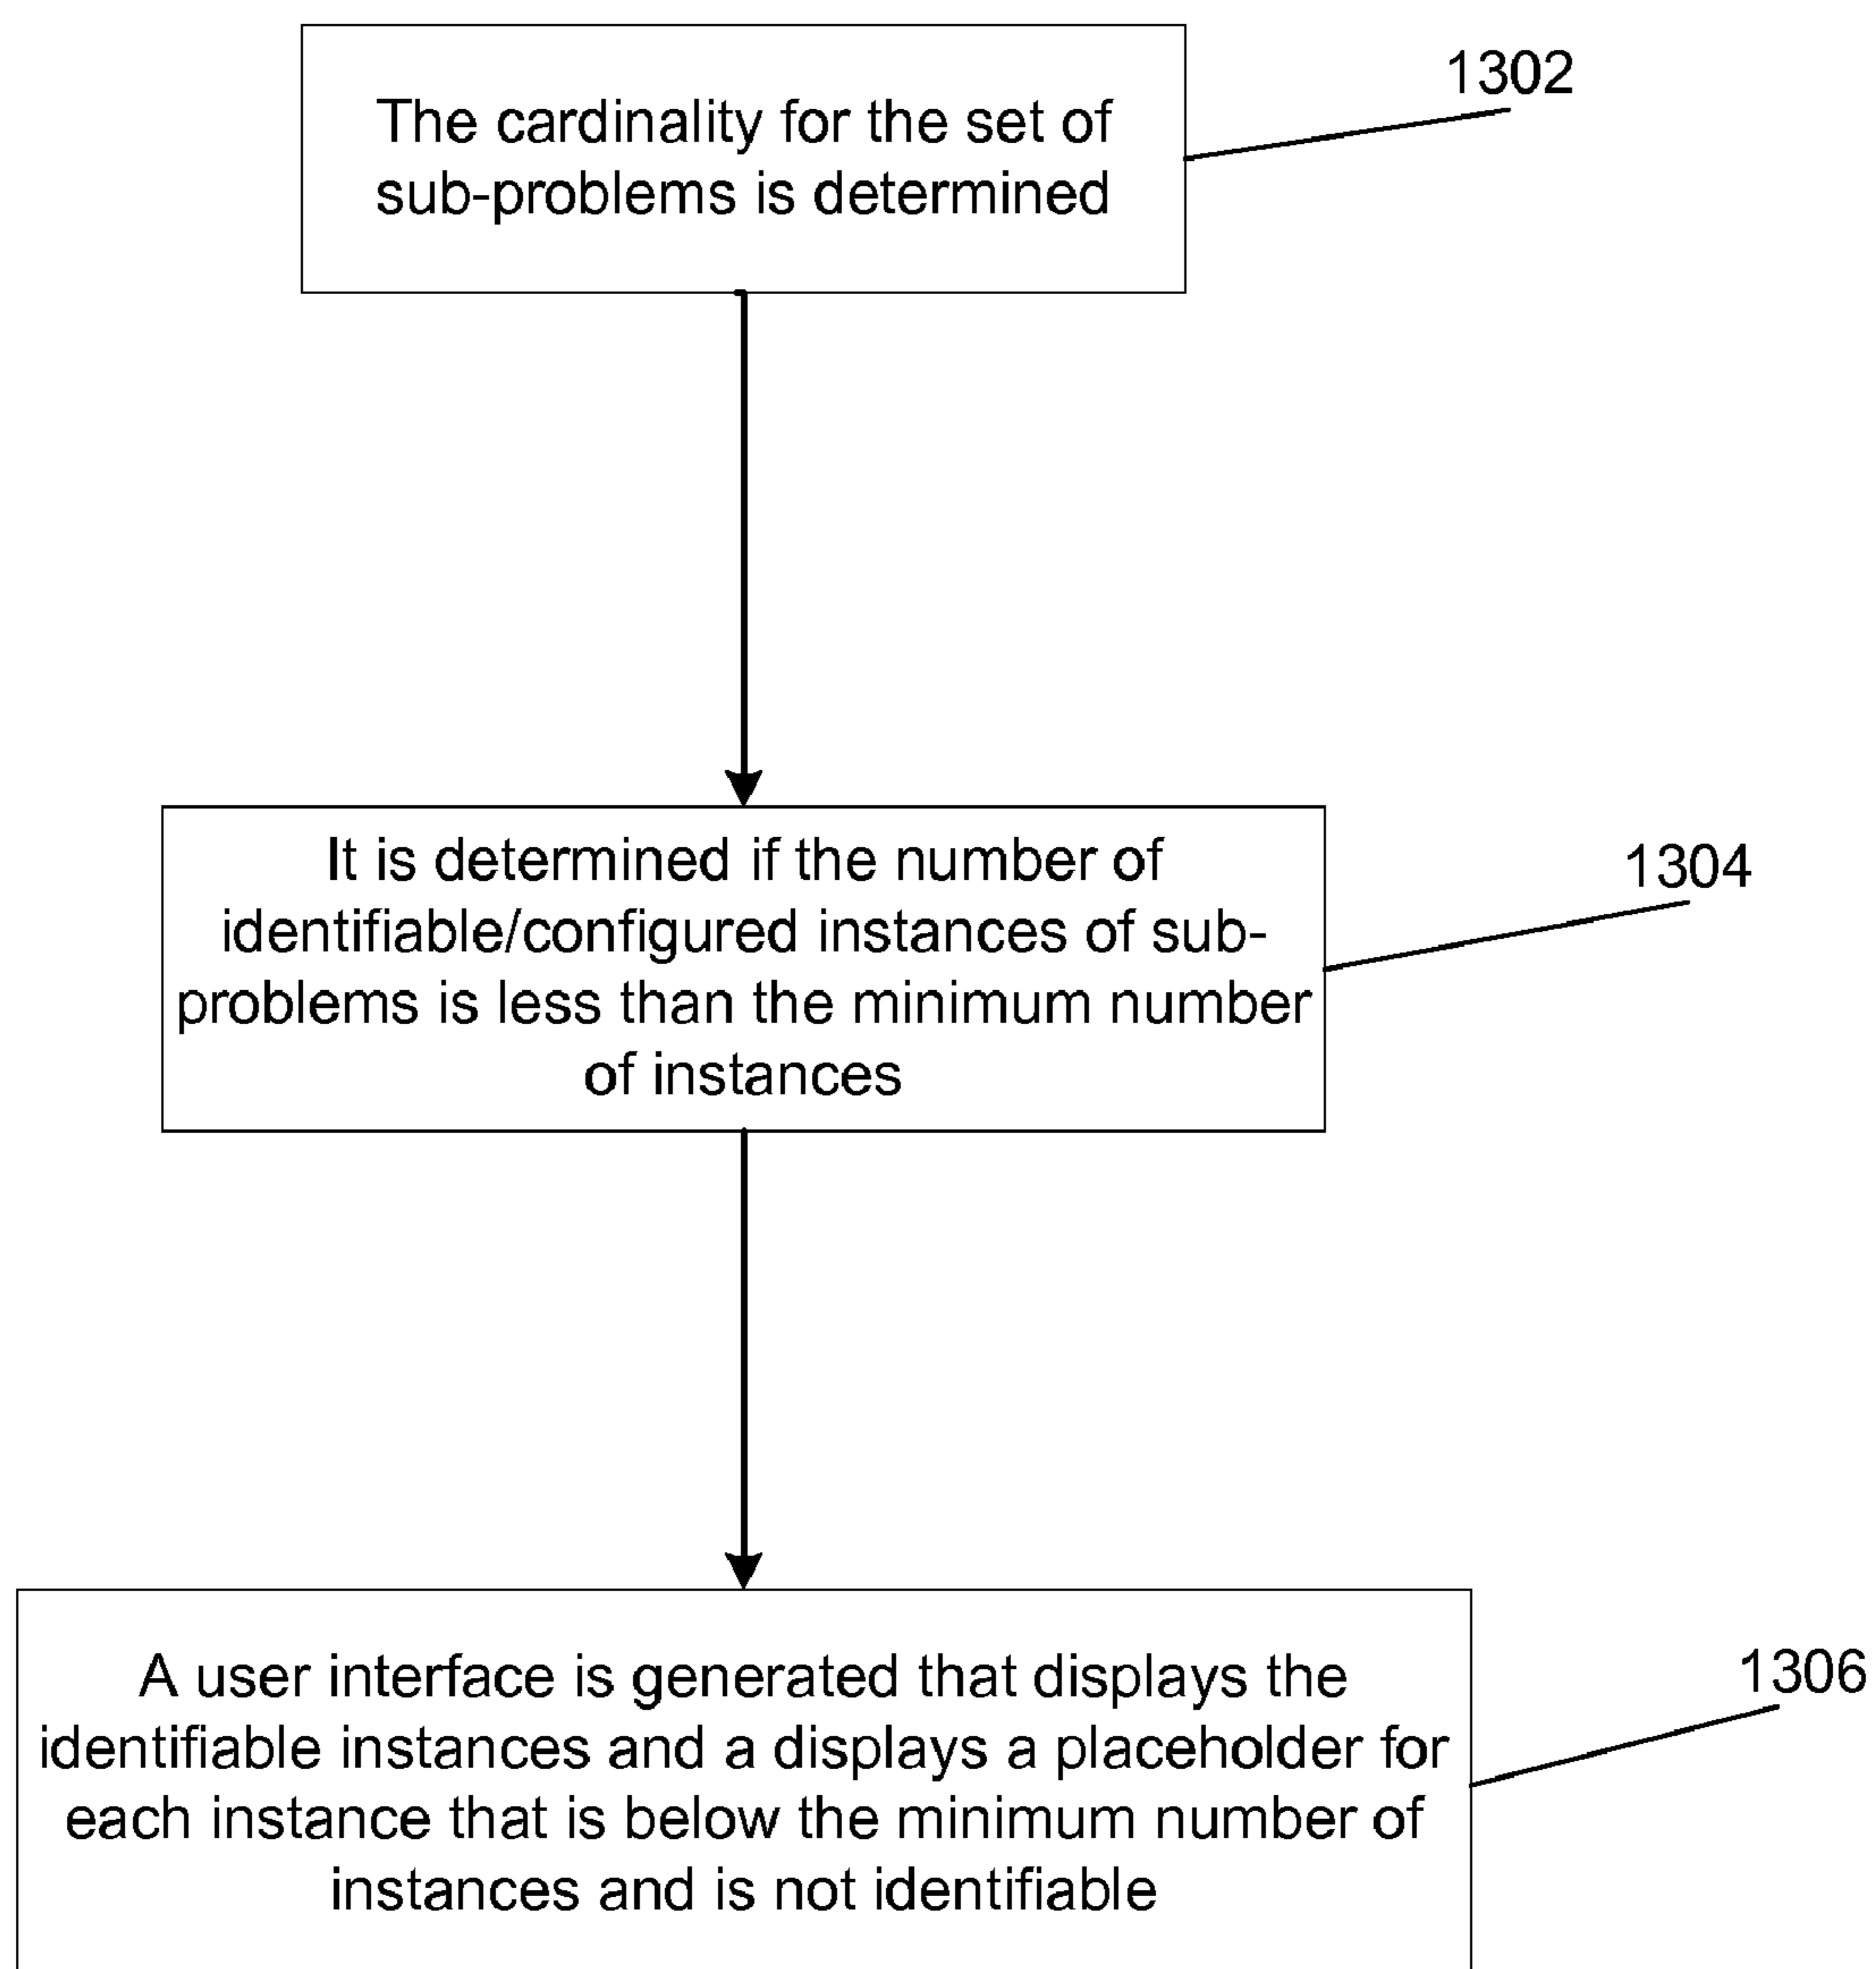 The cardinality for the set of
sub-problems is determined
1302
It is determined if the number of
identifiable/configured instances of sub-
problems is less than the minimum number
of instances
1304
A user interface is generated that displays the
identifiable instances and a displays a placeholder for
each instance that is below the minimum number of
instances and is not identifiable
1306